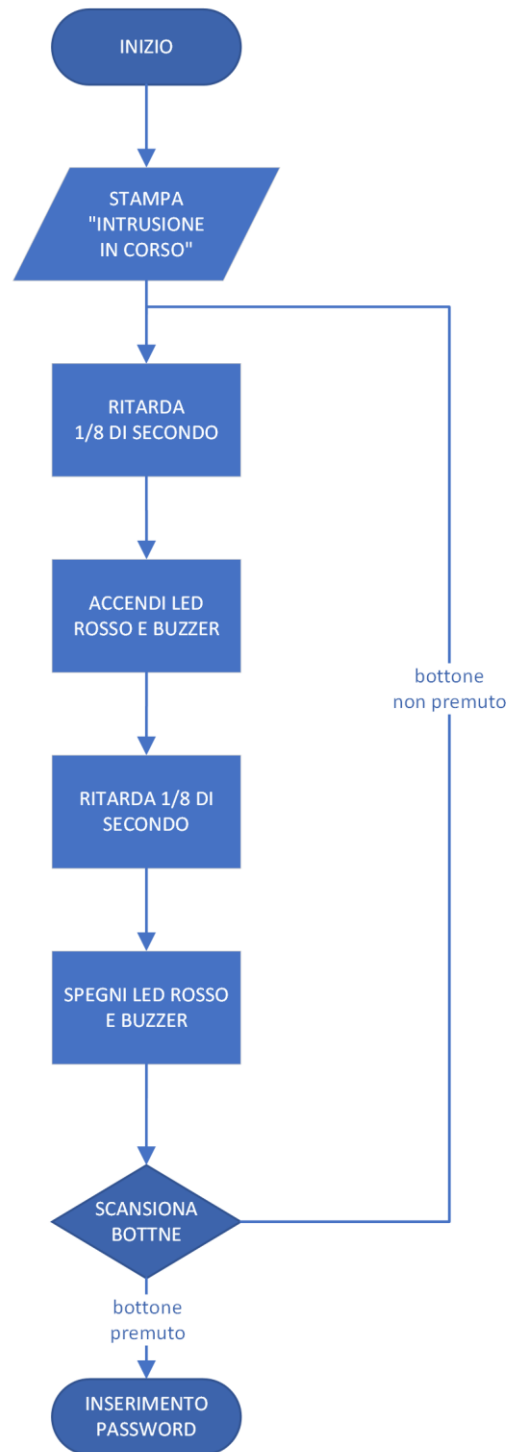 INIZIO
STAMPA
"INTRUSIONE
IN CORSO"
RITARDA
1/8 DI SECONDO
ACCENDI LED
ROSSO E BUZZER
bottone
non premuto
RITARDA 1/8 DI
SECONDO
SPEGNI LED ROSSO
E BUZZER
SCANSIONA
BOTTNE
bottone
premuto
INSERIMENTO
PASSWORD